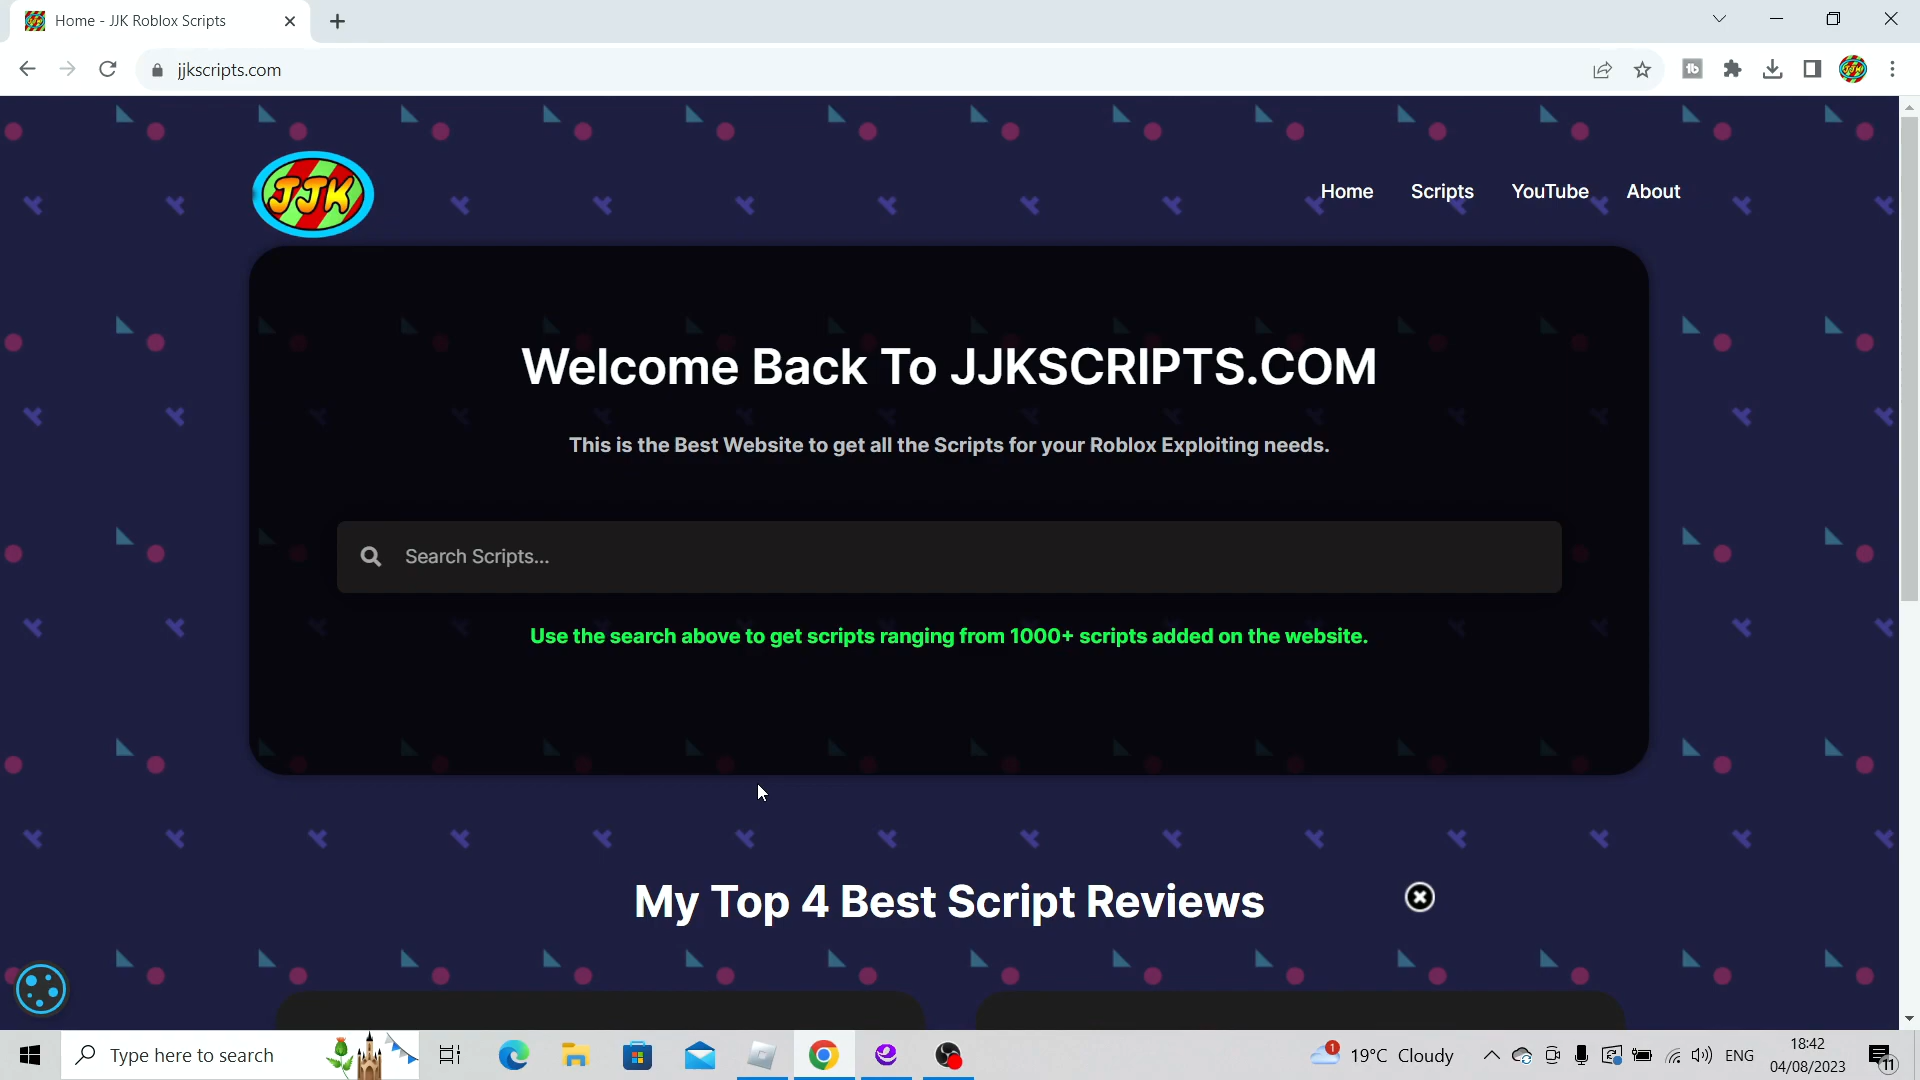 Home - JJK Roblox Scripts
jjkscripts.com
JJK
Home Scripts YouTube About
Welcome Back To JJKSCRIPTS.COM
This is the Best Website to get all the Scripts for your Roblox Exploiting needs.
Search Scripts...
Use the search above to get scripts ranging from 1000+ scripts added on the website.
My Top 4 Best Script Reviews
Type here to search
1
19°C Cloudy
ENG
18:42
04/08/2023
11